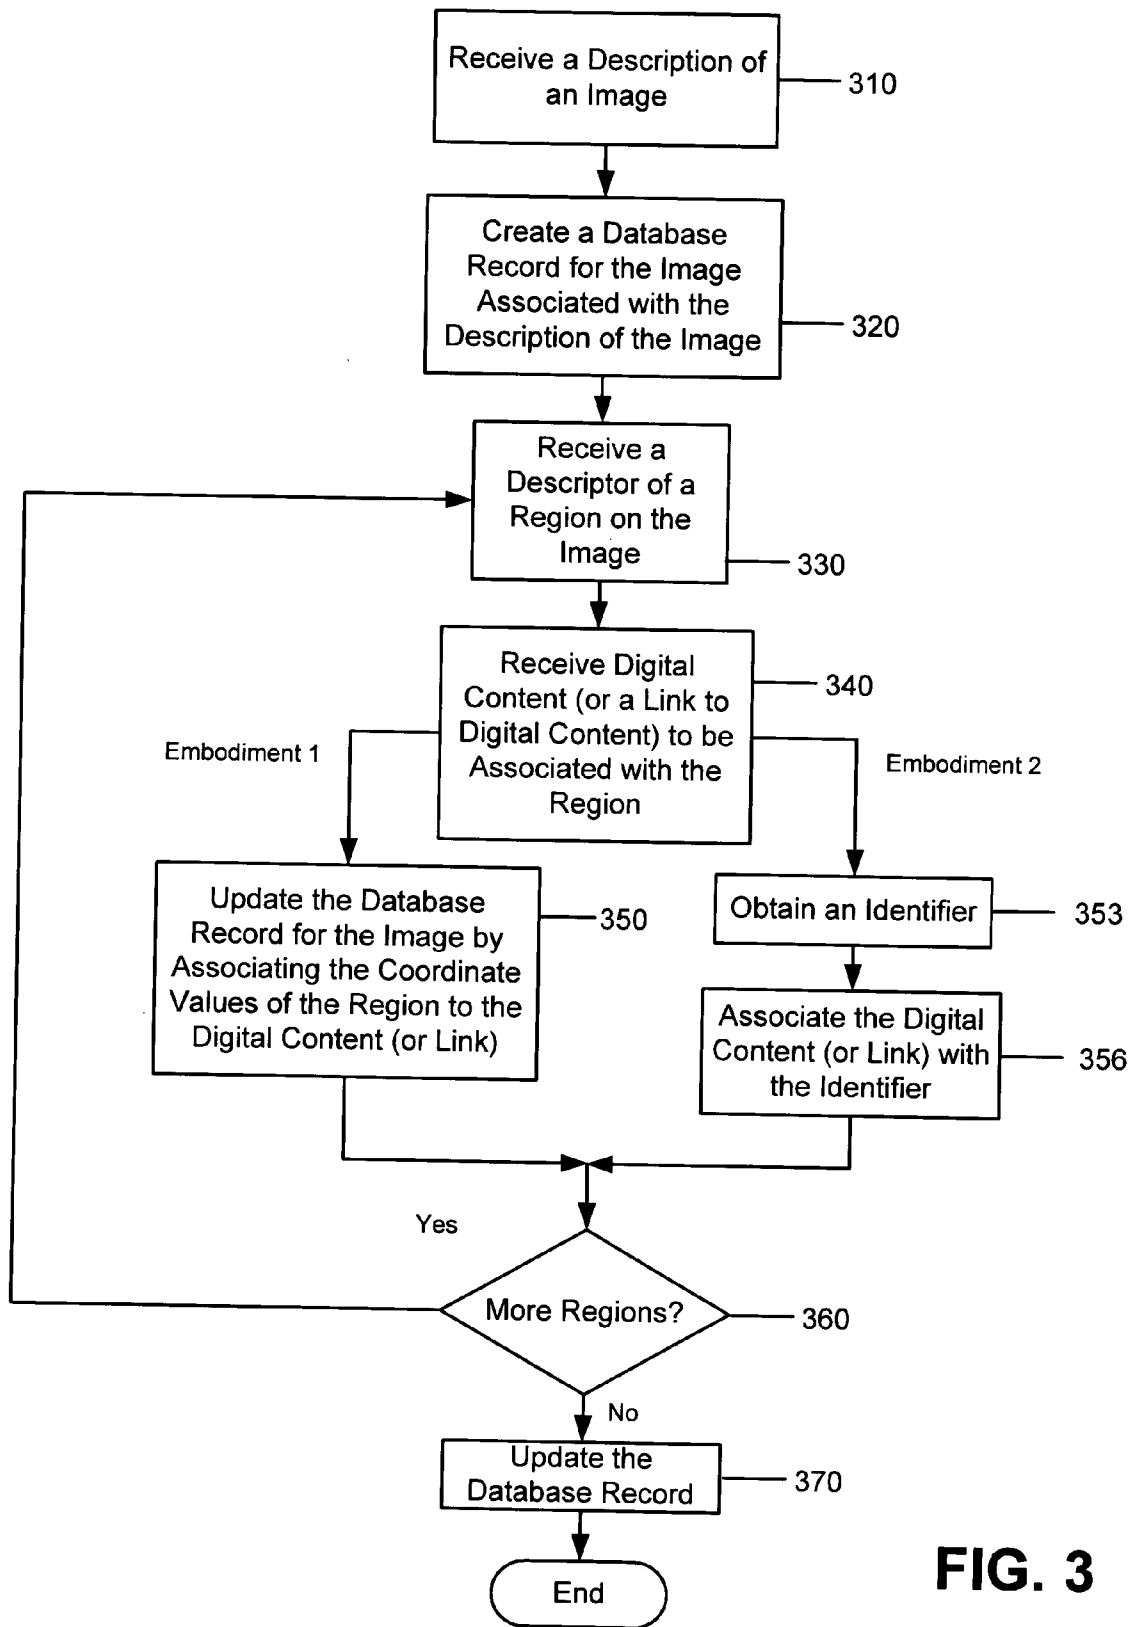 Receive a Description of
an Image
310
Create a Database
Record for the Image
Associated with the
Description of the Image
320
Receive a
Descriptor of a
Region on the
Image
330
Receive Digital
Content (or a Link to
Digital Content) to be
Associated with the
Region
340
Embodiment 1
Embodiment 2
Update the Database
Record for the Image by
Associating the Coordinate
Values of the Region to the
Digital Content (or Link)
350
Obtain an Identifier
353
Associate the Digital
Content (or Link) with
the Identifier
356
Yes
More Regions?
360
No
Update the
Database Record
370
End
FIG. 3